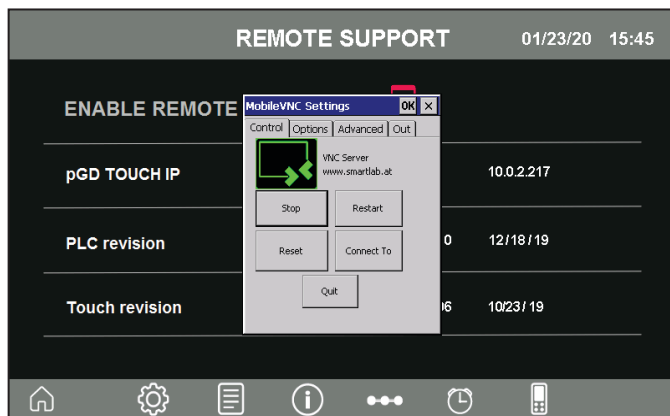 REMOTE SUPPORT 01/23/20 15:45
ENABLE REMOTE
MobileVNC Settings OK ×
Control Options Advanced Out
VNC Server
www.smartlab.at
pGD TOUCH IP 10.0.2.217
Stop Restart
PLC revision 0 12/18/19
Reset Connect To
Quit
Touch revision 06 10/23/19